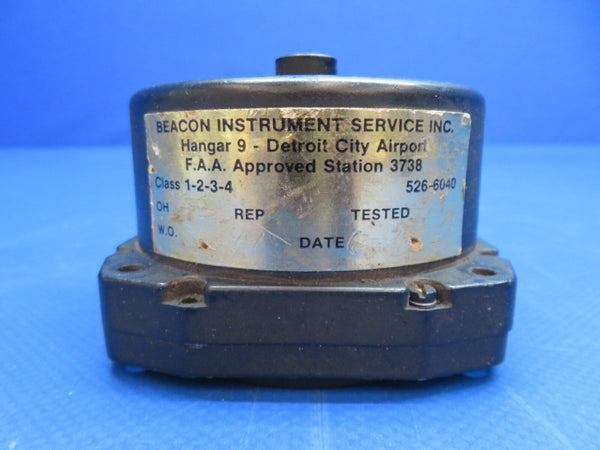 BEACON INSTRUMENT SERVICE INC.
Hangar 9 - Detroit City Airport
F.A.A. Approved Station 3738
Class 1-2-3-4 526-6040
OH REP TESTED
W.O. DATE